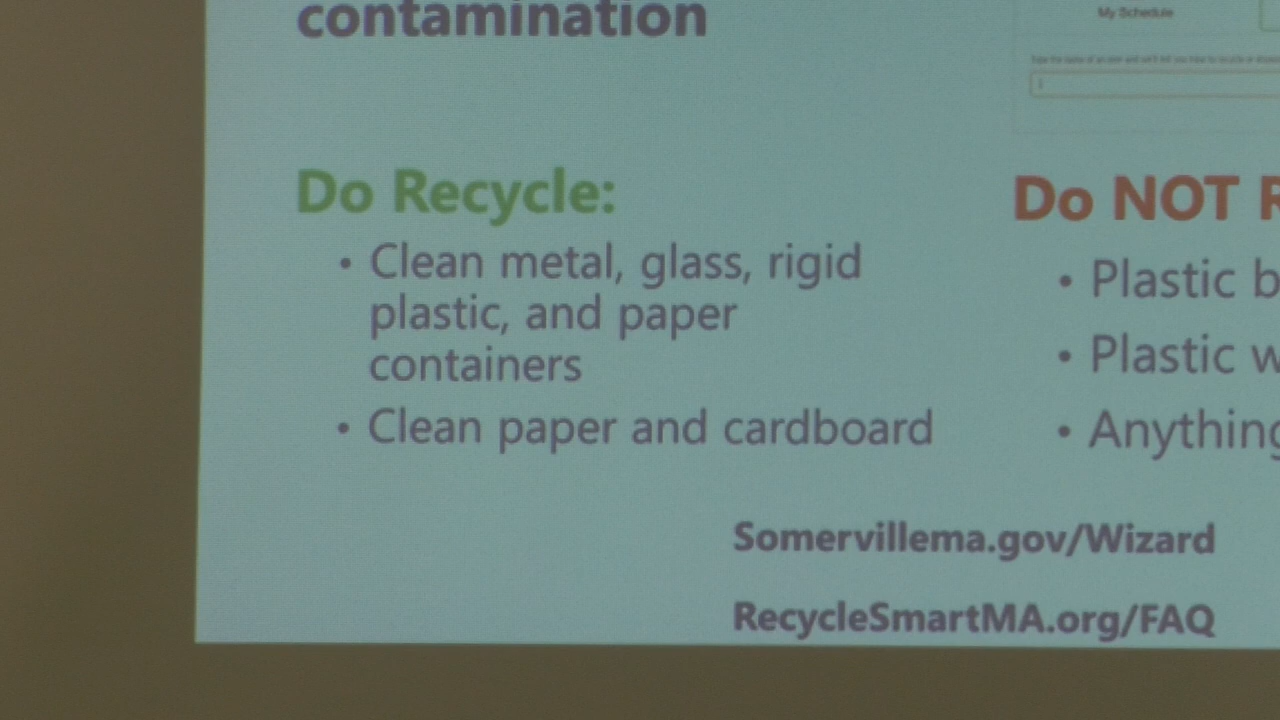 contamination
My Schedule
Do Recycle:
• Clean metal, glass, rigid
plastic, and paper
containers
• Clean paper and cardboard
Do NOT
• Plastic
• Plastic
• Anything
Somervillema.gov/Wizard
RecycleSmartMA.org/FAQ